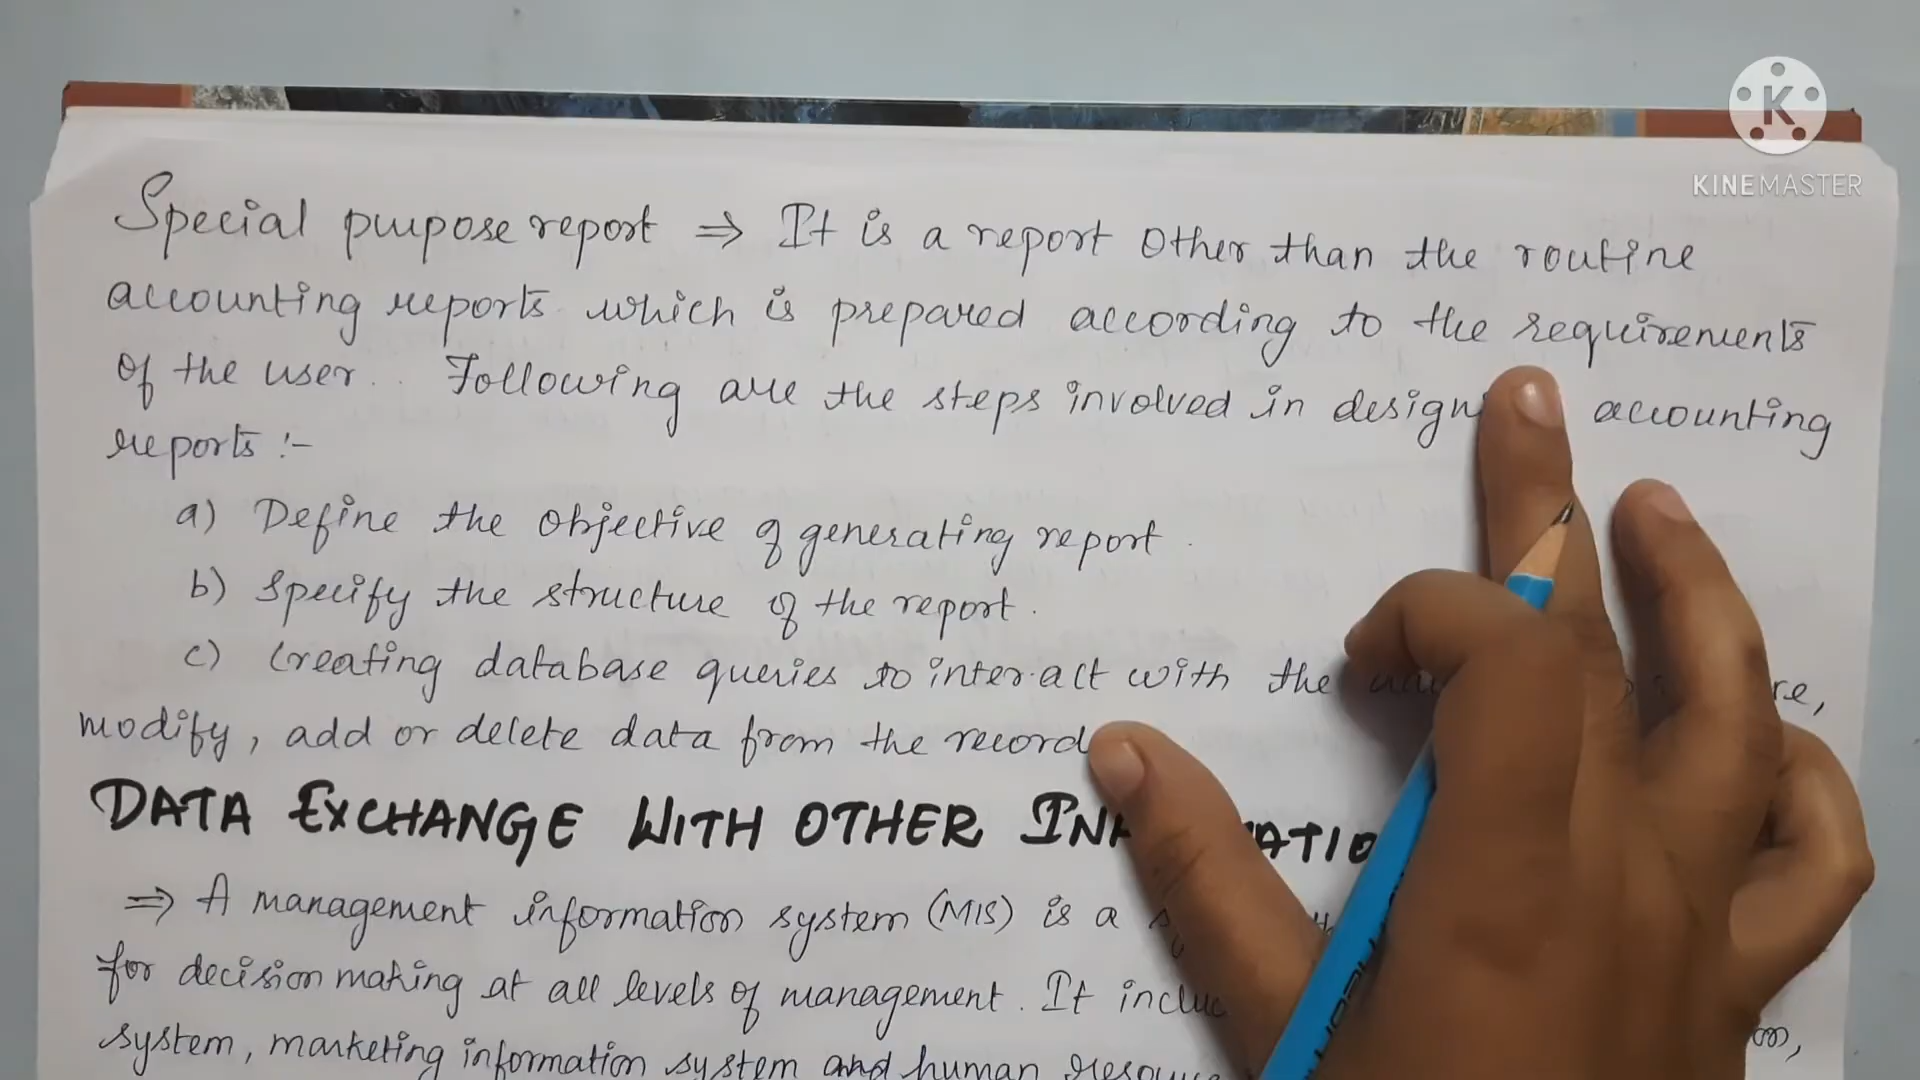 KINEMASTER
Special purpose report ⇒ It is a report other than the routine
accounting reports which is prepared according to the requirements
of the user. Following are the steps involved in design accounting
reports :-
a) Define the objective of generating report.
b) Specify the structure of the report.
c) Creating database queries to interact with the
modify, add or delete data from the record
DATA EXCHANGE WITH OTHER
⇒ A management information system (MIS) is a
for decision making at all levels of management. It
system, marketing information system and human